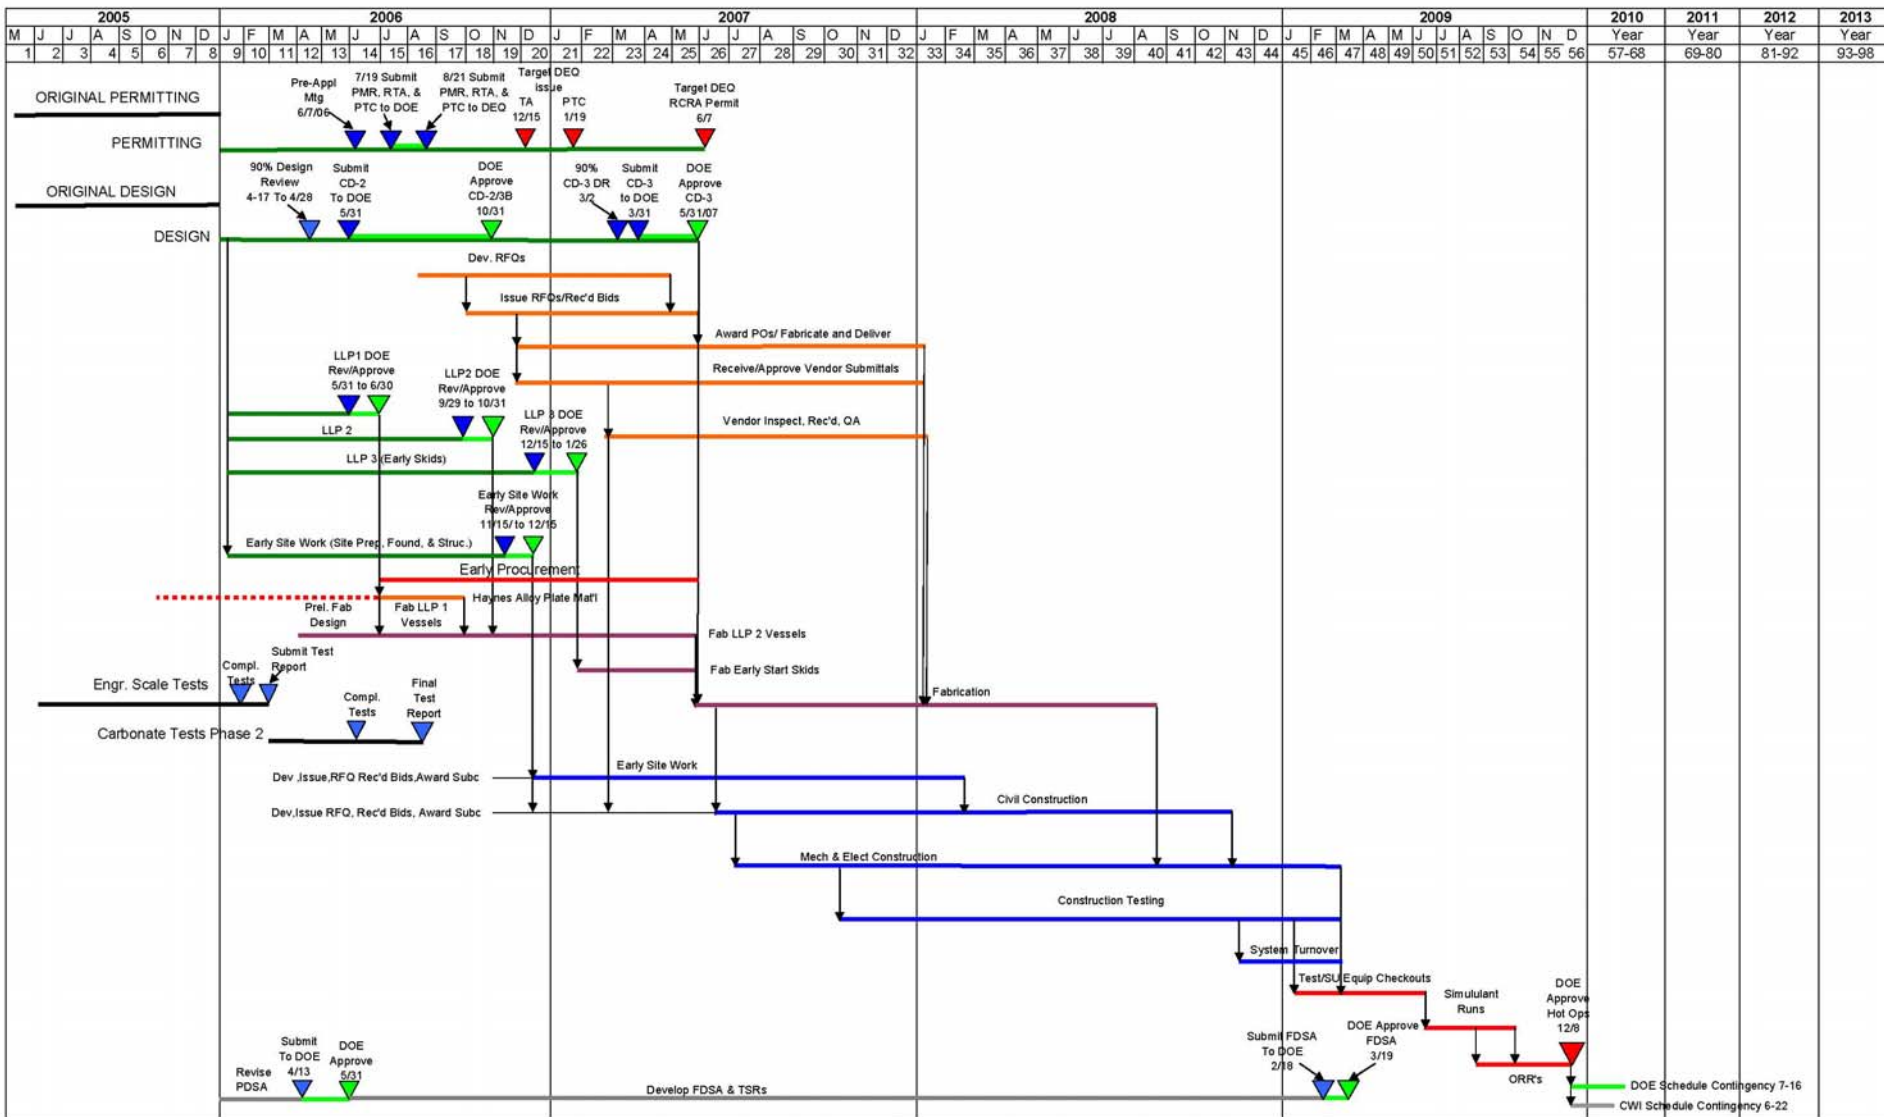 2005 2006 2007 2008 2009 2010 2011 2012 2013
M J J A S O N D J F M A M J J A S O N D J F M A M J J A S O N D J F M A M J J A S O N D J F M A M J J A S O N D Year Year Year Year
1 2 3 4 5 6 7 8 9 10 11 12 13 14 15 16 17 18 19 20 21 22 23 24 25 26 27 28 29 30 31 32 33 34 35 36 37 38 39 40 41 42 43 44 45 46 47 48 49 50 51 52 53 54 55 56 57-68 69-80 81-92 93-98
ORIGINAL PERMITTING
Pre-Appl
Mtg
6/7/06
7/19 Submit
PMR, RTA, &
PTC to DOE
8/21 Submit
PMR, RTA, &
PTC to DEQ
Target DEQ
issue
TA
12/15
PTC
1/19
Target DEQ
RCRA Permit
6/7
PERMITTING
ORIGINAL DESIGN
90% Design
Review
4-17 To 4/28
Submit
CD-2
To DOE
5/31
DOE
Approve
CD-2/3B
10/31
90%
CD-3 DR
3/2
Submit
CD-3
to DOE
3/31
DOE
Approve
CD-3
5/31/07
DESIGN
Dev. RFQs
Issue RFQs/Rec'd Bids
Award POs/ Fabricate and Deliver
Receive/Approve Vendor Submittals
LLP1 DOE
Rev/Approve
5/31 to 6/30
LLP2 DOE
Rev/Approve
9/29 to 10/31
LLP 3 DOE
Rev/Approve
12/15 to 1/26
Vendor Inspect, Rec'd, QA
LLP 2
LLP 3 (Early Skids)
Early Site Work
Rev/Approve
11/15/ to 12/15
Early Site Work (Site Prep, Found, & Struc.)
Early Procurement
Haynes Alloy Plate Mat'l
Prel. Fab
Design
Fab LLP 1
Vessels
Fab LLP 2 Vessels
Fab Early Start Skids
Compl.
Tests
Submit Test
Report
Engr. Scale Tests
Fabrication
Compl.
Tests
Final
Test
Report
Carbonate Tests Phase 2
Early Site Work
Dev ,Issue,RFQ Rec'd Bids,Award Subc
Civil Construction
Dev,Issue RFQ, Rec'd Bids, Award Subc
Mech & Elect Construction
Construction Testing
System Turnover
Test/SU Equip Checkouts
Simululant
Runs
DOE
Approve
Hot Ops
12/8
Submit FDSA
To DOE
2/18
DOE Approve
FDSA
3/19
ORR's
Revise
PDSA
Submit
To DOE
4/13
DOE
Approve
5/31
Develop FDSA & TSRs
DOE Schedule Contingency 7-16
CWI Schedule Contingency 6-22